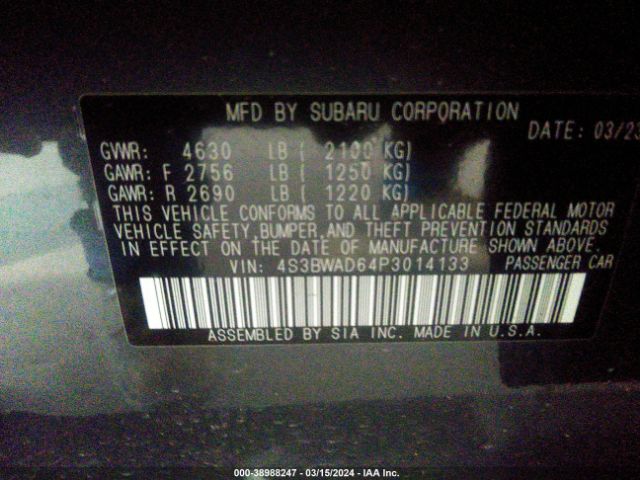 MFD BY SUBARU CORPORATION
DATE: 03/23
GVWR: 4630 LB ( 2100 KG)
GAWR: F 2756 LB ( 1250 KG)
GAWR: R 2690 LB ( 1220 KG)
THIS VEHICLE CONFORMS TO ALL APPLICABLE FEDERAL MOTOR
VEHICLE SAFETY,BUMPER,AND THEFT PREVENTION STANDARDS
IN EFFECT ON THE DATE OF MANUFACTURE SHOWN ABOVE.
VIN: 4S3BWAD64P3014133 PASSENGER CAR
ASSEMBLED BY SIA INC. MADE IN U.S.A.
000-38988247 - 03/15/2024 - IAA Inc.